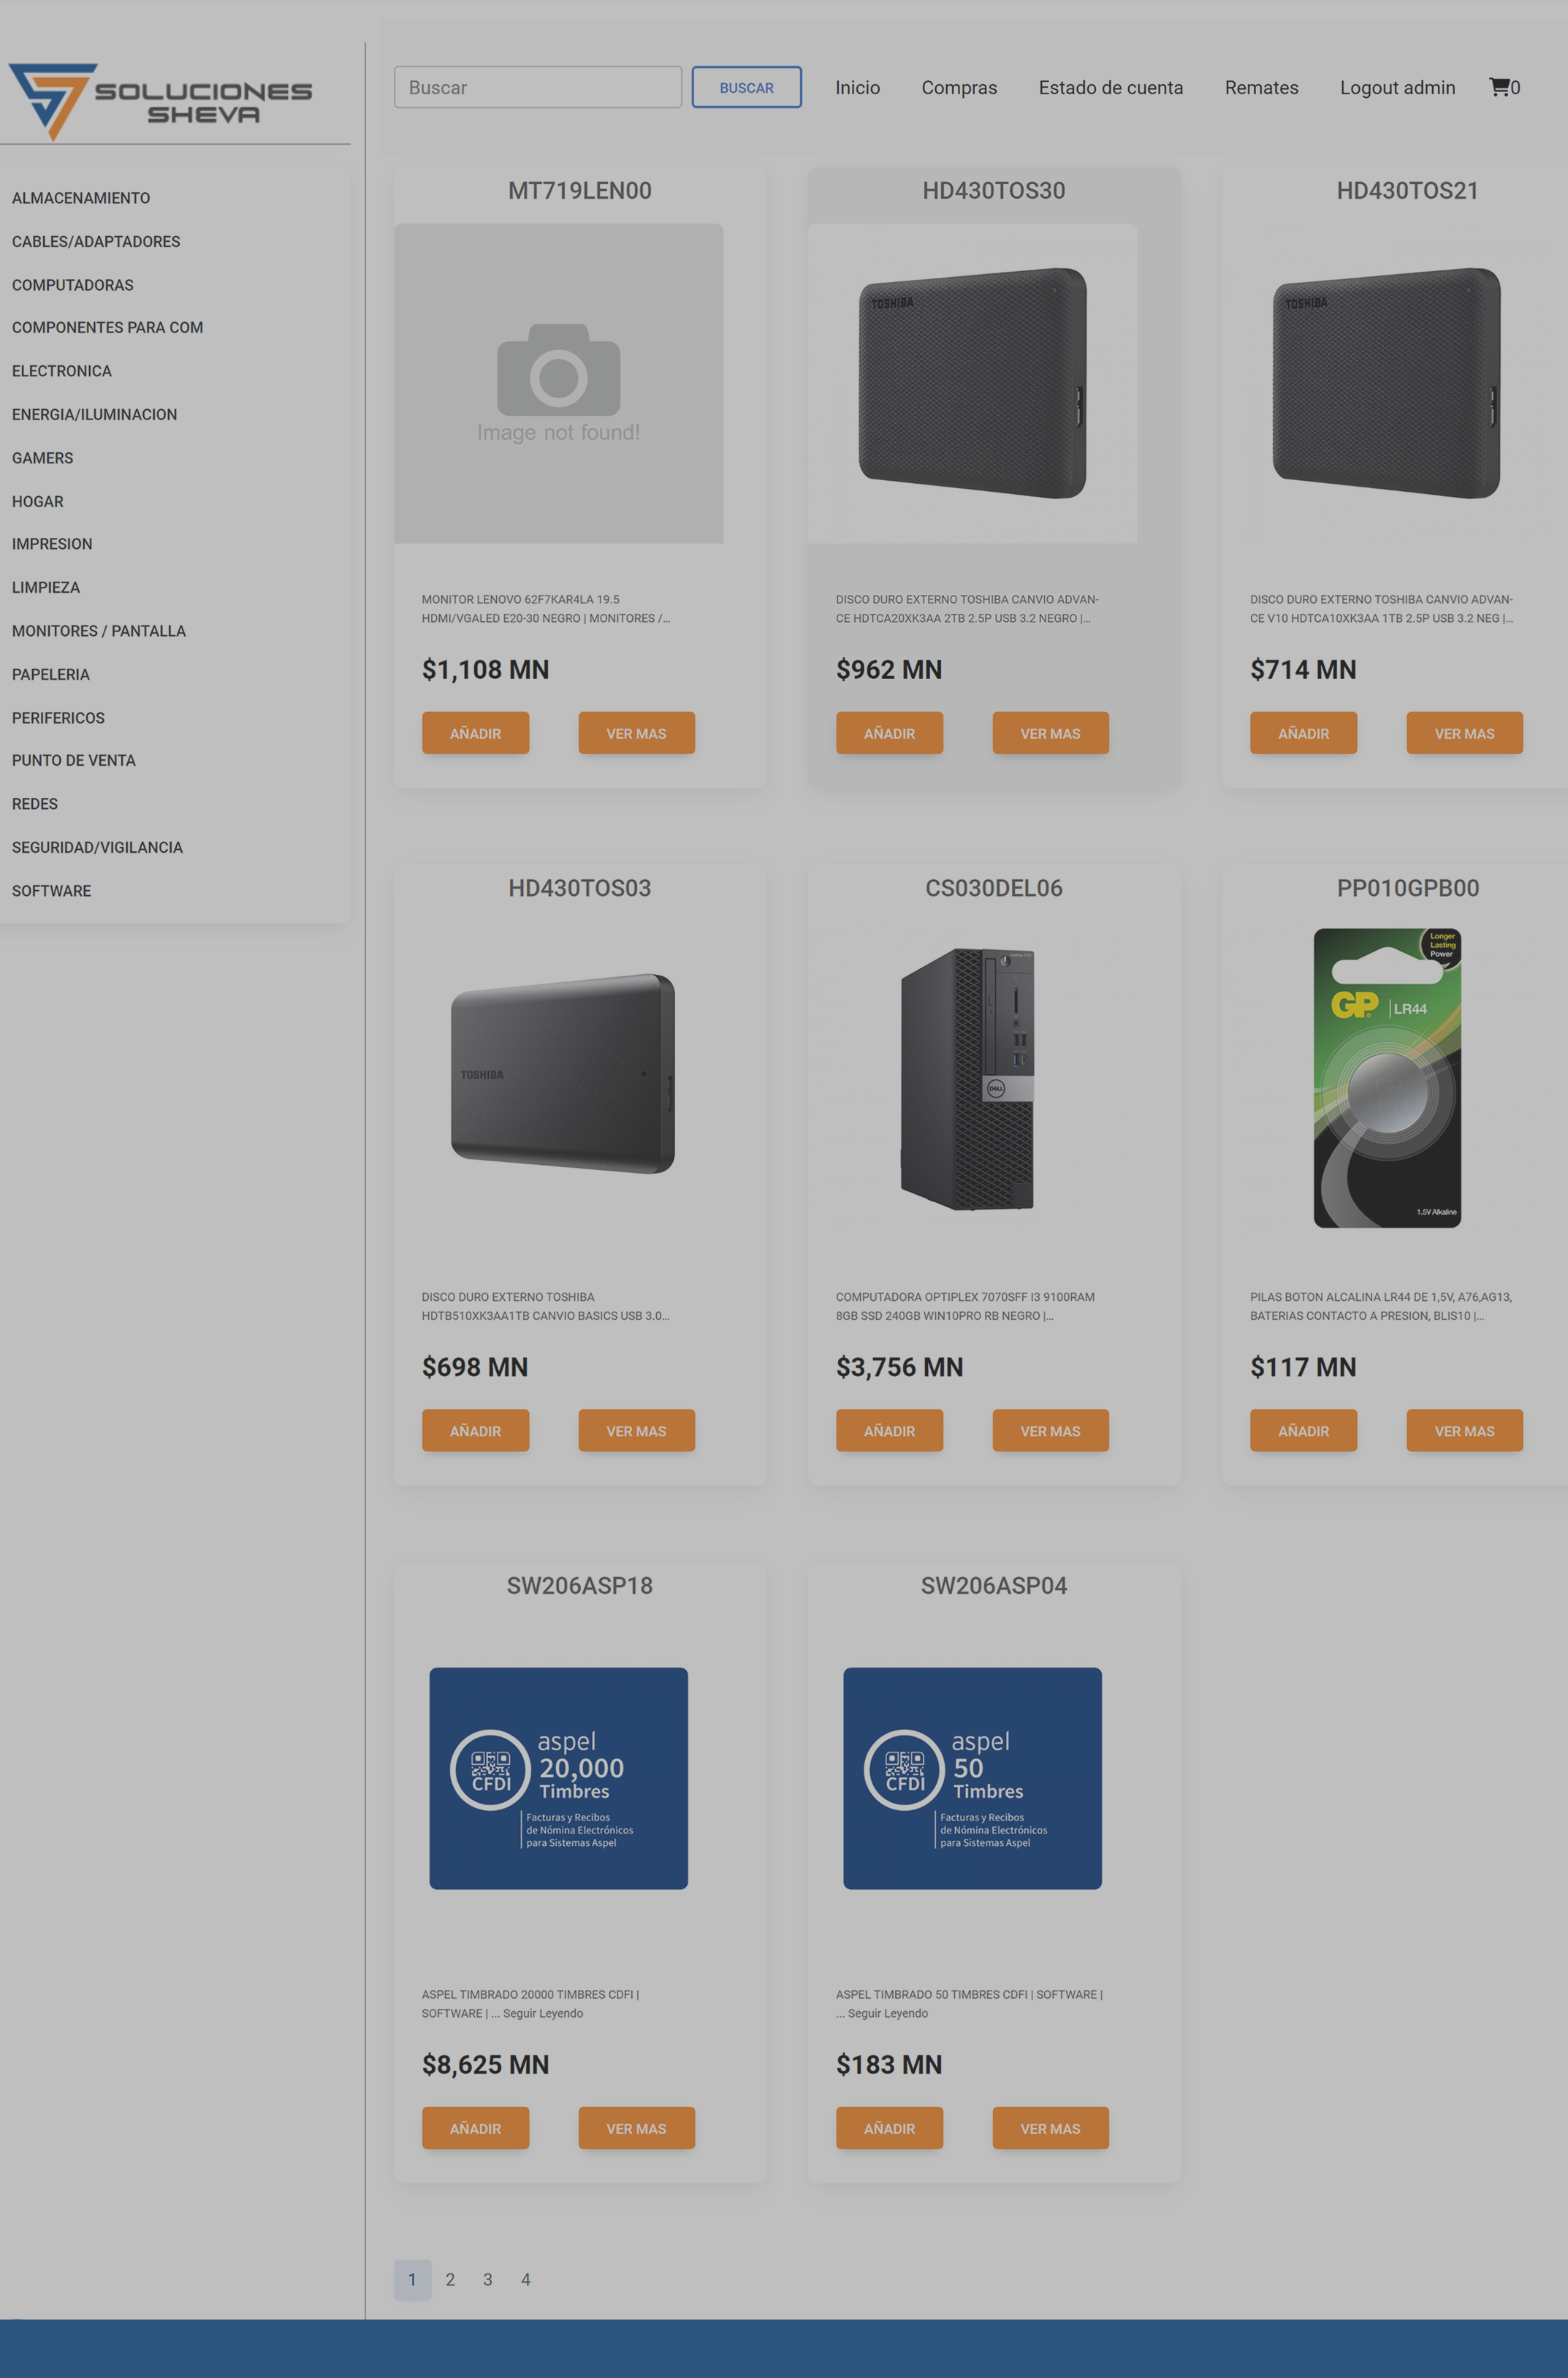 SOLUCIONES
SHEVA
Buscar
BUSCAR
Inicio
Compras
Estado de cuenta
Remates
Logout admin
0
ALMACENAMIENTO
CABLES/ADAPTADORES
COMPUTADORAS
COMPONENTES PARA COM
ELECTRONICA
ENERGIA/ILUMINACION
GAMERS
HOGAR
IMPRESION
LIMPIEZA
MONITORES / PANTALLA
PAPELERIA
PERIFERICOS
PUNTO DE VENTA
REDES
SEGURIDAD/VIGILANCIA
SOFTWARE
MT719LEN00
Image not found!
MONITOR LENOVO 62F7KAR4LA 19.5
HDMI/VGALED E20-30 NEGRO | MONITORES /...
$1,108 MN
AÑADIR
VER MAS
HD430TOS30
TOSHIBA
DISCO DURO EXTERNO TOSHIBA CANVIO ADVAN-
CE HDTCA20XK3AA 2TB 2.5P USB 3.2 NEGRO |...
$962 MN
AÑADIR
VER MAS
HD430TOS21
TOSHIBA
DISCO DURO EXTERNO TOSHIBA CANVIO ADVAN-
CE V10 HDTCA10XK3AA 1TB 2.5P USB 3.2 NEG |...
$714 MN
AÑADIR
VER MAS
HD430TOS03
TOSHIBA
DISCO DURO EXTERNO TOSHIBA
HDTB510XK3AA1TB CANVIO BASICS USB 3.0...
$698 MN
AÑADIR
VER MAS
CS030DEL06
DELL
COMPUTADORA OPTIPLEX 7070SFF I3 9100RAM
8GB SSD 240GB WIN10PRO RB NEGRO |...
$3,756 MN
AÑADIR
VER MAS
PP010GPB00
Longer
Lasting
Power
GP
LR44
1.5V Alkaline
PILAS BOTON ALCALINA LR44 DE 1,5V, A76,AG13,
BATERIAS CONTACTO A PRESION, BLIS10 |...
$117 MN
AÑADIR
VER MAS
SW206ASP18
CFDI
aspel
20,000
Timbres
Facturas y Recibos
de Nómina Electrónicos
para Sistemas Aspel
ASPEL TIMBRADO 20000 TIMBRES CDFI |
SOFTWARE | ... Seguir Leyendo
$8,625 MN
AÑADIR
VER MAS
SW206ASP04
CFDI
aspel
50
Timbres
Facturas y Recibos
de Nómina Electrónicos
para Sistemas Aspel
ASPEL TIMBRADO 50 TIMBRES CDFI | SOFTWARE |
... Seguir Leyendo
$183 MN
AÑADIR
VER MAS
1 2 3 4